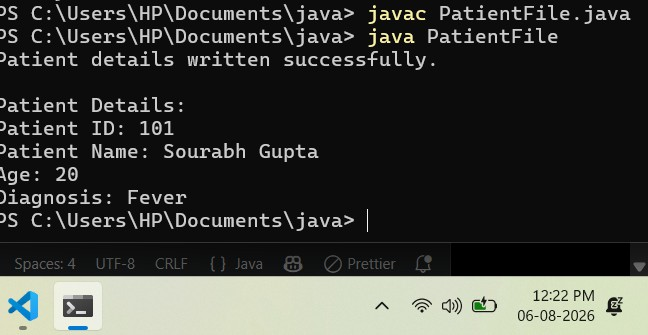 PS C:\Users\HP\Documents\java> javac PatientFile.java
PS C:\Users\HP\Documents\java> java PatientFile
Patient details written successfully.
Patient Details:
Patient ID: 101
Patient Name: Sourabh Gupta
Age: 20
Diagnosis: Fever
PS C:\Users\HP\Documents\java>
Spaces: 4 UTF-8 CRLF {} Java Prettier
12:22 PM
06-08-2026